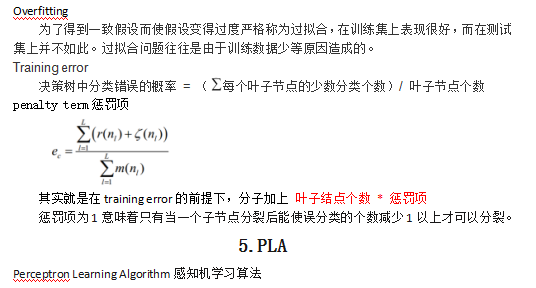 Overfitting
为了得到一致假设而使假设变得过度严格称为过拟合，在训练集上表现很好，而在测试
集上并不如此。过拟合问题往往是由于训练数据少等原因造成的。
Training error
决策树中分类错误的概率 = （∑每个叶子节点的少数分类个数）/ 叶子节点个数
penalty term 惩罚项
e_c = \frac{\sum_{i=1}^{L}(r(n_i)+ζ(n_i))}{\sum_{i=1}^{L}m(n_i)}
其实就是在 training error 的前提下，分子加上 叶子结点个数 * 惩罚项
惩罚项为 1 意味着只有当一个子节点分裂后能使误分类的个数减少 1 以上才可以分裂。
5. PLA
Perceptron Learning Algorithm 感知机学习算法